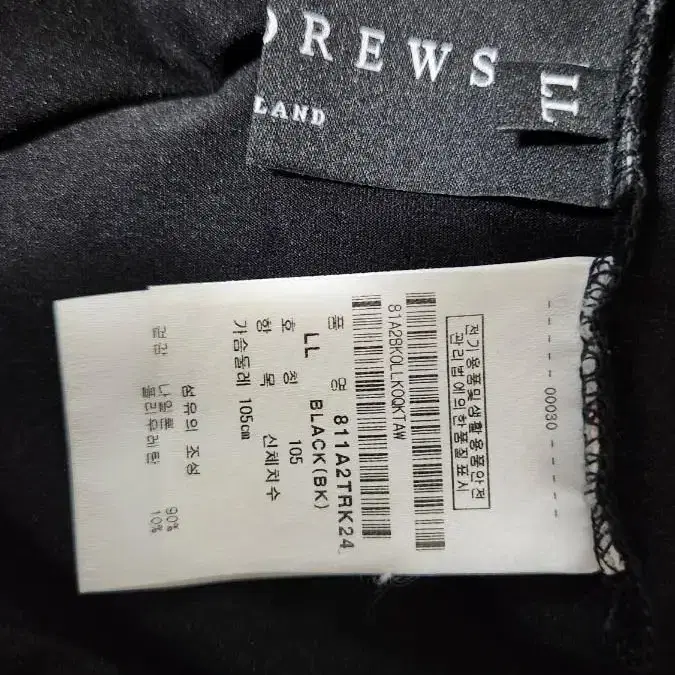 DREWS
LAND
LL
- - - - - 00030 - - - - -
전기용품및생활용품안전
관리법에의한품질표시
81A2BKOLLKOQKTAW
품 명 811A2TRK24
LL BLACK(BK)
호 칭 105
항 목 신체치수
가슴둘레 105cm
섬유의 조성
겉감 나일론 90%
폴리우레탄 10%